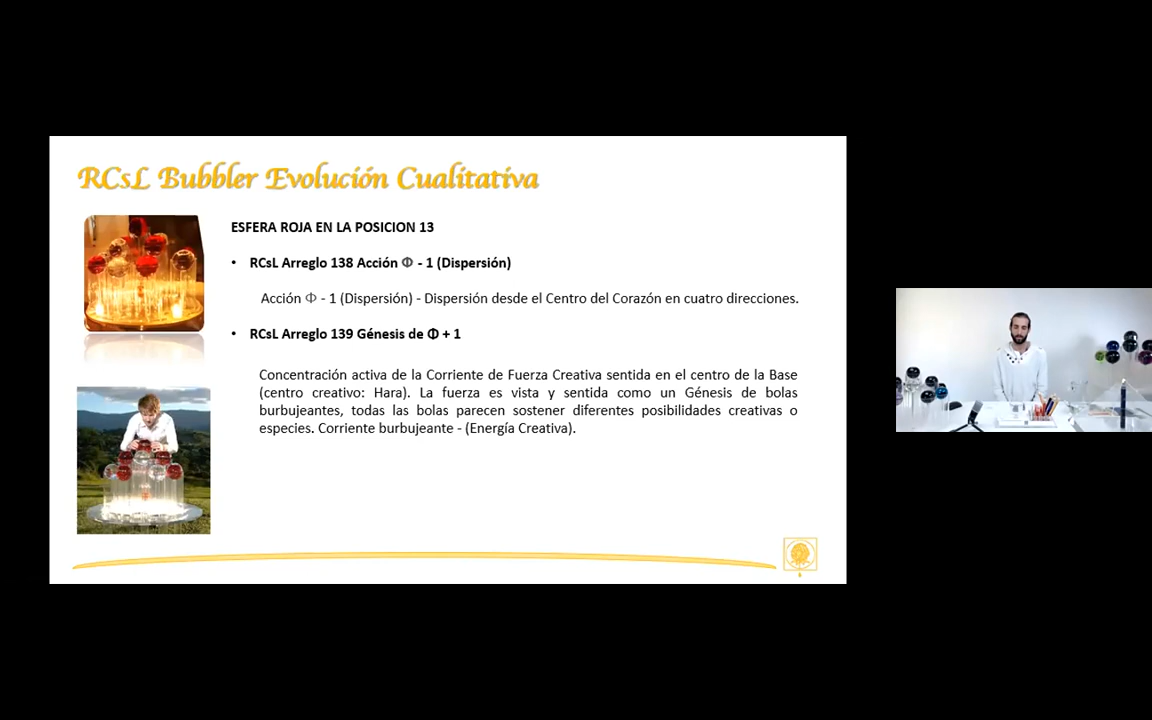 RCsL Bubbler Evolución Cualitativa
ESFERA ROJA EN LA POSICION 13
• RCsL Arreglo 138 Acción Φ - 1 (Dispersión)
Acción Φ - 1 (Dispersión) - Dispersión desde el Centro del Corazón en cuatro direcciones.
• RCsL Arreglo 139 Génesis de Φ + 1
Concentración activa de la Corriente de Fuerza Creativa sentida en el centro de la Base
(centro creativo: Hara). La fuerza es vista y sentida como un Génesis de bolas
burbujeantes, todas las bolas parecen sostener diferentes posibilidades creativas o
especies. Corriente burbujeante - (Energía Creativa).